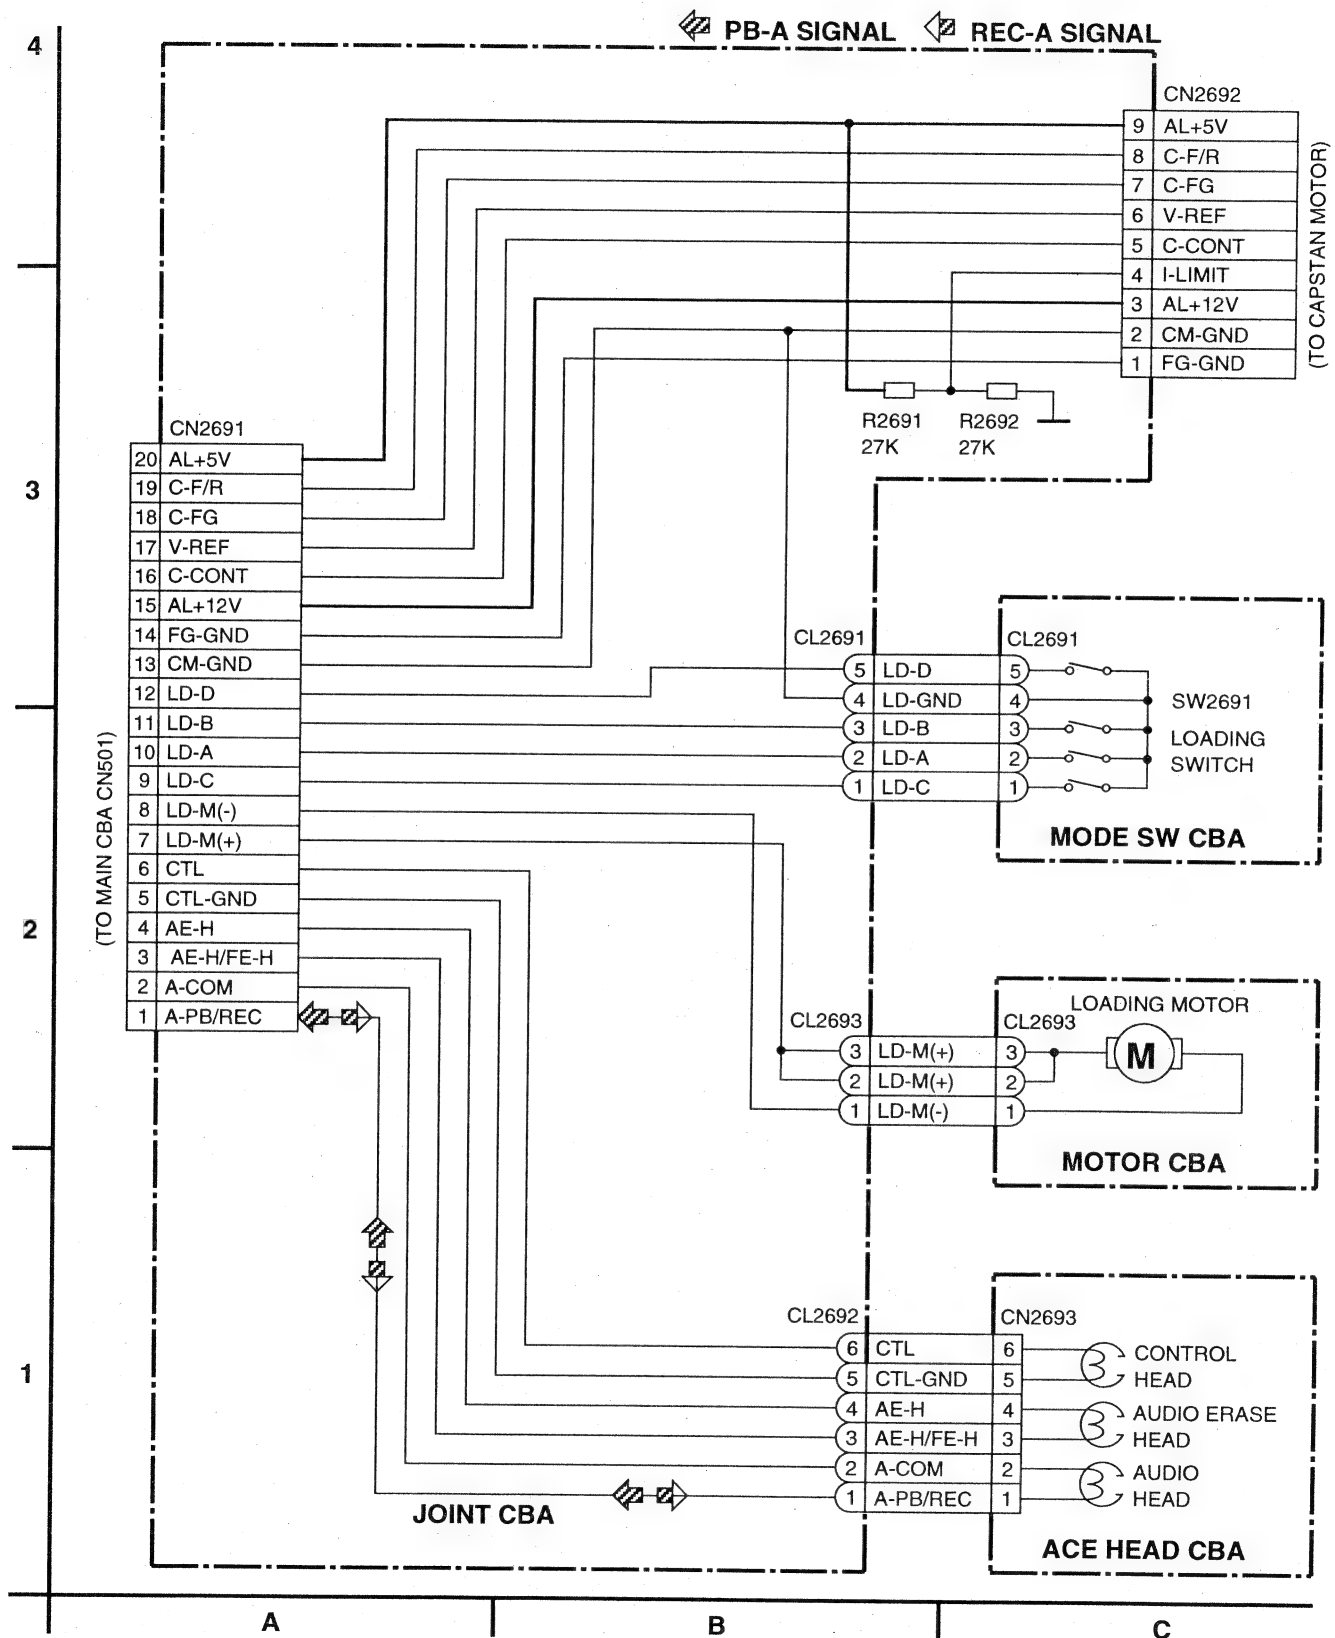 4
PB-A SIGNAL
REC-A SIGNAL
CN2692
9 AL+5V
8 C-F/R
7 C-FG
6 V-REF
5 C-CONT
4 I-LIMIT
3 AL+12V
2 CM-GND
1 FG-GND
(TO CAPSTAN MOTOR)
R2691
27K
R2692
27K
3
CN2691
20 AL+5V
19 C-F/R
18 C-FG
17 V-REF
16 C-CONT
15 AL+12V
14 FG-GND
13 CM-GND
12 LD-D
11 LD-B
10 LD-A
9 LD-C
8 LD-M(-)
7 LD-M(+)
6 CTL
5 CTL-GND
4 AE-H
3 AE-H/FE-H
2 A-COM
1 A-PB/REC
(TO MAIN CBA CN501)
CL2691
CL2691
5 LD-D 5
4 LD-GND 4
3 LD-B 3
2 LD-A 2
1 LD-C 1
SW2691
LOADING
SWITCH
MODE SW CBA
2
LOADING MOTOR
CL2693
CL2693
3 LD-M(+) 3
2 LD-M(+) 2
1 LD-M(-) 1
M
MOTOR CBA
1
CL2692
CN2693
6 CTL 6
5 CTL-GND 5
4 AE-H 4
3 AE-H/FE-H 3
2 A-COM 2
1 A-PB/REC 1
CONTROL
HEAD
AUDIO ERASE
HEAD
AUDIO
HEAD
JOINT CBA
ACE HEAD CBA
A
B
C